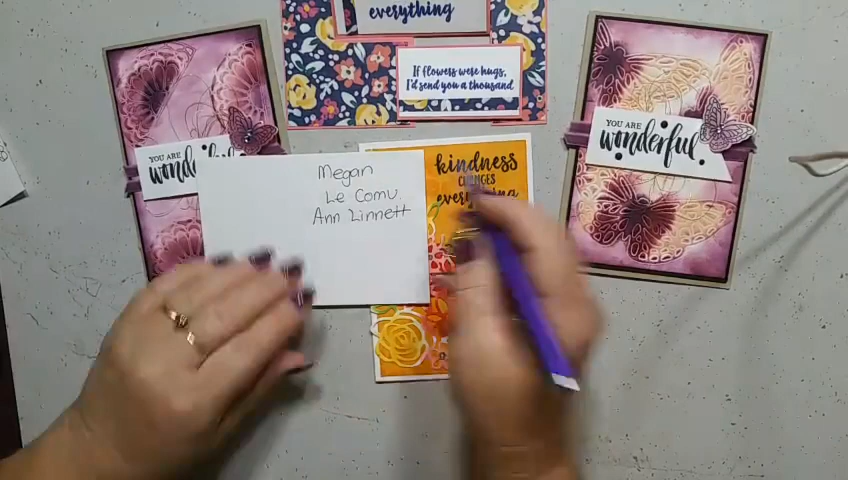 everything
If flowers were hugs,
I'd send you a thousand
YOU ARE
wonderful.
YOU ARE
wonderful.
kindness
CHANGES
everything
Megan
Le Comu.
Ann Linnett